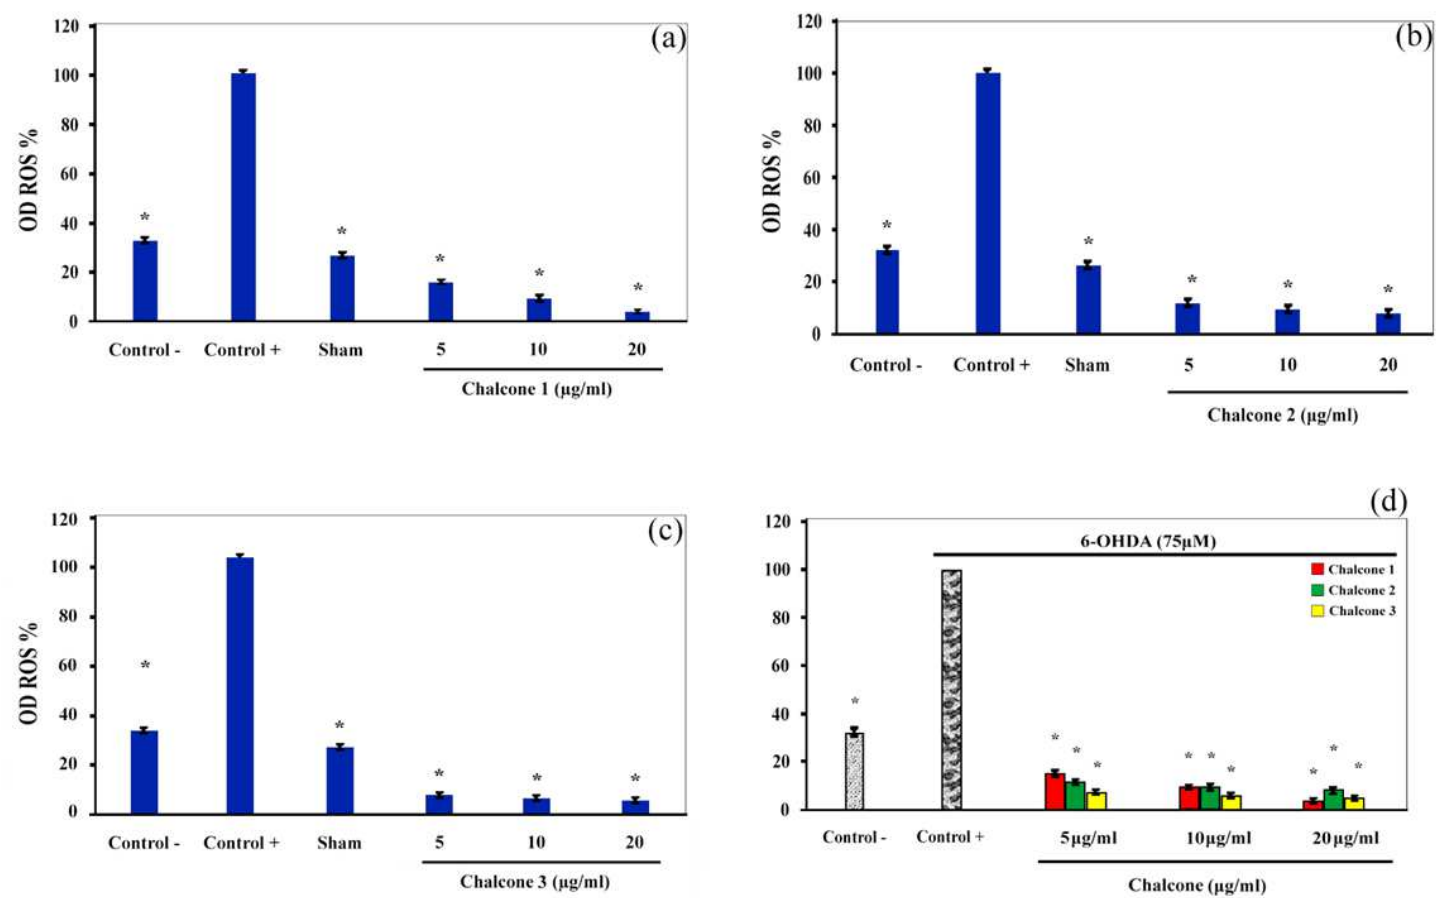 (a)
120
100
80
60
40
20
0
OD ROS %
*
*
*
*
*
Control - Control + Sham 5 10 20
Chalcone 1 (µg/ml)
(b)
120
100
80
60
40
20
0
OD ROS %
*
*
*
*
*
Control - Control + Sham 5 10 20
Chalcone 2 (µg/ml)
(c)
120
100
80
60
40
20
0
OD ROS %
*
*
*
*
*
Control - Control + Sham 5 10 20
Chalcone 3 (µg/ml)
(d)
120
100
80
60
40
20
0
6-OHDA (75µM)
Chalcone 1
Chalcone 2
Chalcone 3
*
* * *
* * *
* * *
Control - Control + 5µg/ml 10µg/ml 20µg/ml
Chalcone (µg/ml)